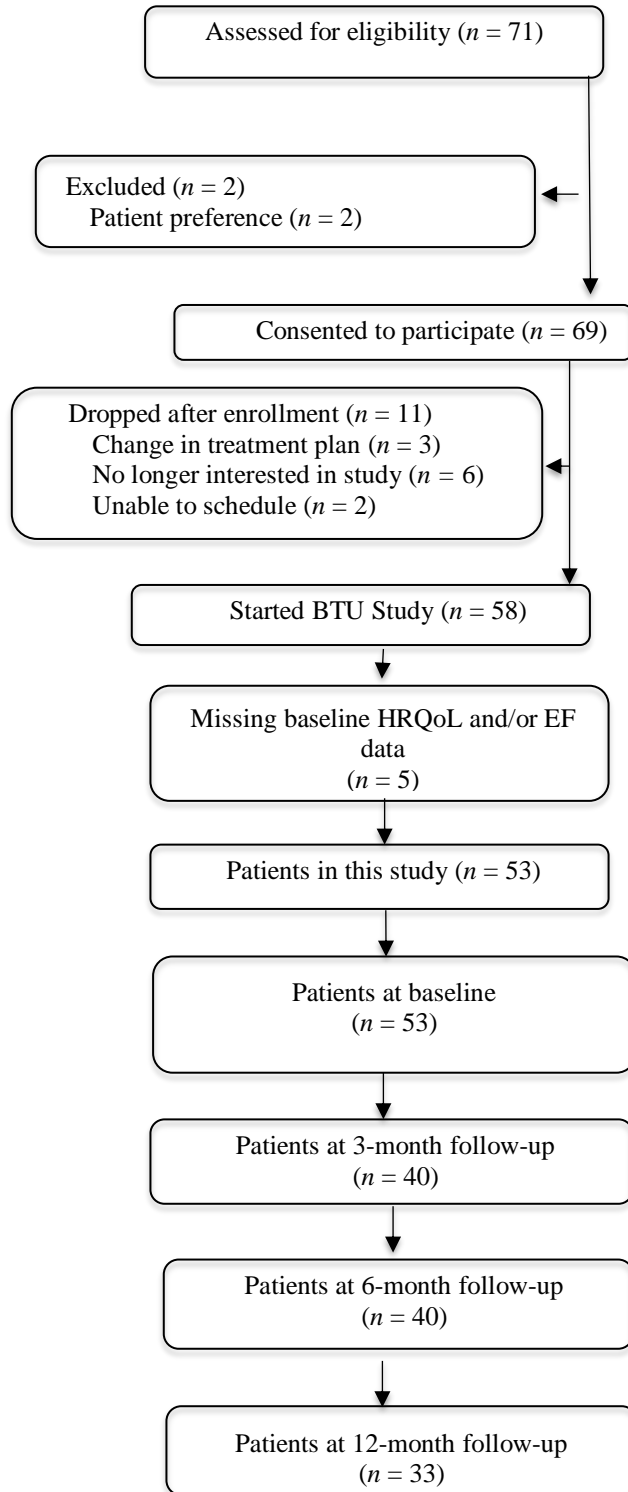 Assessed for eligibility (n = 71)
Excluded (n = 2)
Patient preference (n = 2)
Consented to participate (n = 69)
Dropped after enrollment (n = 11)
Change in treatment plan (n = 3)
No longer interested in study (n = 6)
Unable to schedule (n = 2)
Started BTU Study (n = 58)
Missing baseline HRQoL and/or EF
data
(n = 5)
Patients in this study (n = 53)
Patients at baseline
(n = 53)
Patients at 3-month follow-up
(n = 40)
Patients at 6-month follow-up
(n = 40)
Patients at 12-month follow-up
(n = 33)